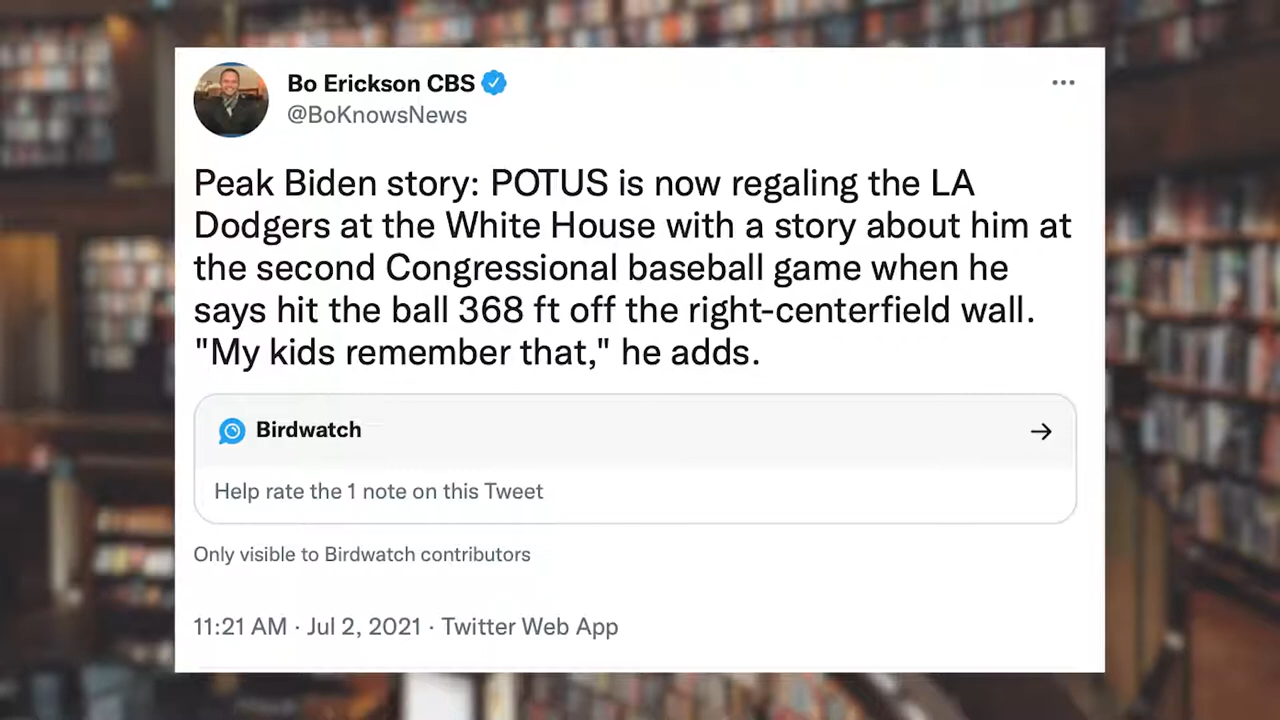 Bo Erickson CBS
@BoKnowsNews
Peak Biden story: POTUS is now regaling the LA
Dodgers at the White House with a story about him at
the second Congressional baseball game when he
says hit the ball 368 ft off the right-centerfield wall.
"My kids remember that," he adds.
Birdwatch
Help rate the 1 note on this Tweet
Only visible to Birdwatch contributors
11:21 AM · Jul 2, 2021 · Twitter Web App